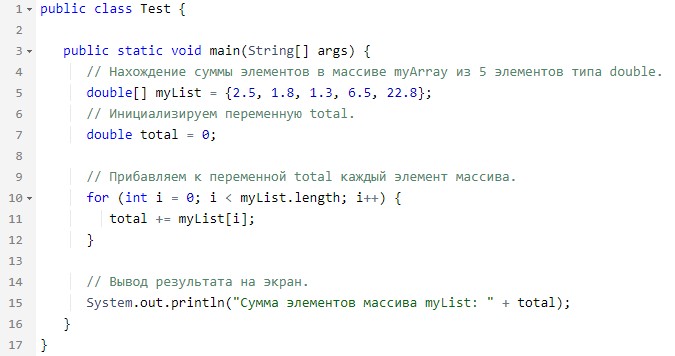 1 public class Test {
2
3 public static void main(String[] args) {
4 // Нахождение суммы элементов в массиве myArray из 5 элементов типа double.
5 double[] myList = {2.5, 1.8, 1.3, 6.5, 22.8};
6 // Инициализируем переменную total.
7 double total = 0;
8
9 // Прибавляем к переменной total каждый элемент массива.
10 for (int i = 0; i < myList.length; i++) {
11 total += myList[i];
12 }
13
14 // Вывод результата на экран.
15 System.out.println("Сумма элементов массива myList: " + total);
16 }
17 }